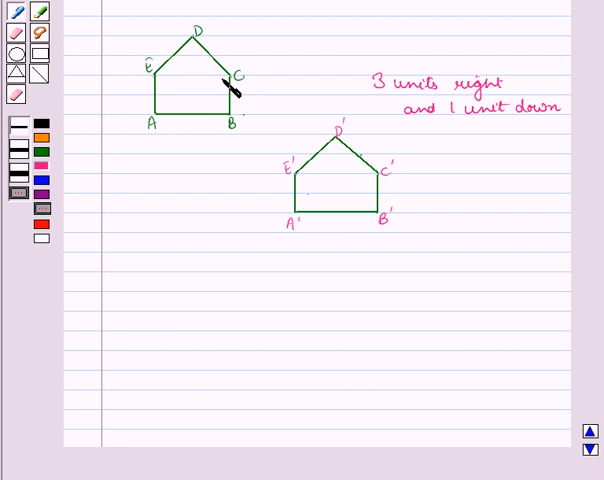 D
E
C
A
B
3 units right
and 1 unit down
D'
E'
C'
A'
B'